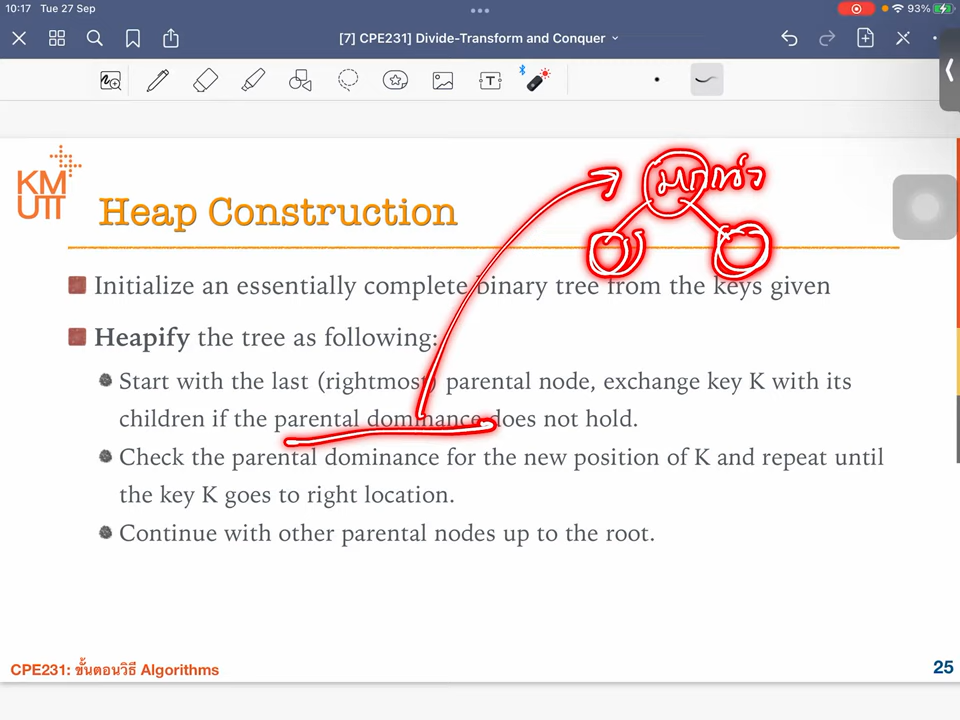 10:17 Tue 27 Sep 93%
[7] CPE231] Divide-Transform and Conquer
T
KM
UTT
Heap Construction
มากกว่า
Initialize an essentially complete binary tree from the keys given
Heapify the tree as following:
Start with the last (rightmost) parental node, exchange key K with its
children if the parental dominance does not hold.
Check the parental dominance for the new position of K and repeat until
the key K goes to right location.
Continue with other parental nodes up to the root.
CPE231: ขั้นตอนวิธี Algorithms 25